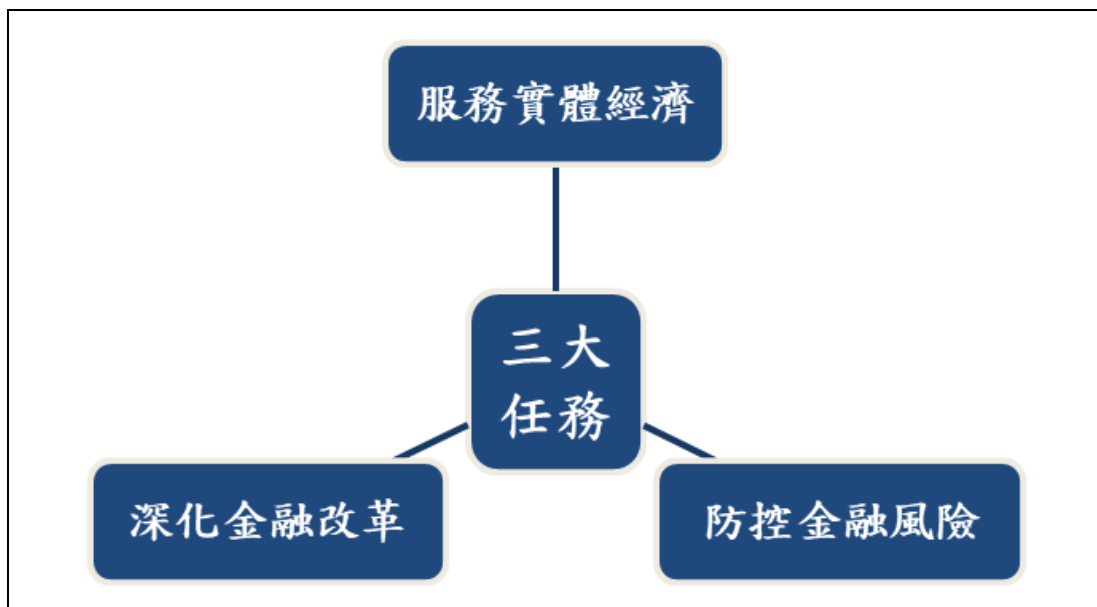 服務實體經濟
三大
任務
深化金融改革
防控金融風險